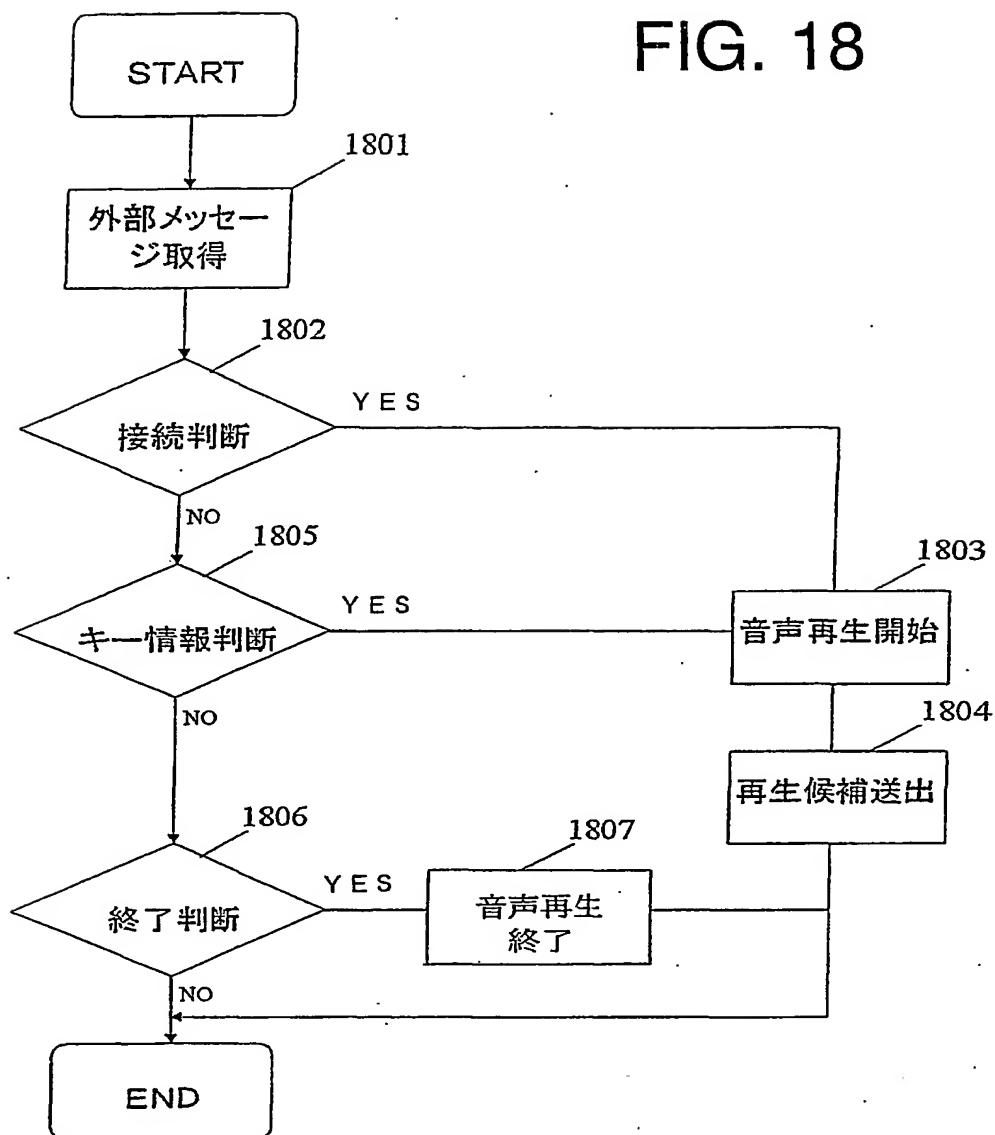 FIG. 18
START
1801
外部メッセー
ジ取得
1802
接続判断
YES
NO
1805
キー情報判断
YES
NO
1803
音声再生開始
1804
再生候補送出
1806
終了判断
YES
NO
1807
音声再生
終了
END